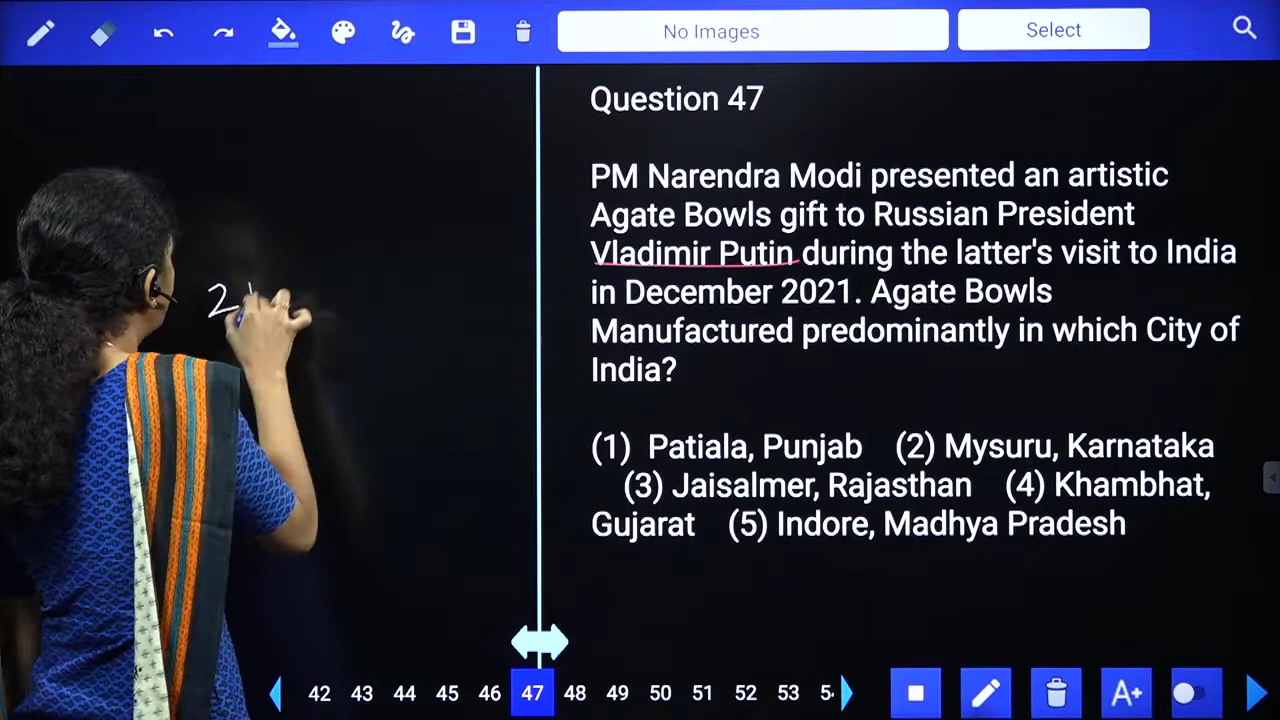 No Images
Select
Question 47
PM Narendra Modi presented an artistic
Agate Bowls gift to Russian President
Vladimir Putin during the latter's visit to India
in December 2021. Agate Bowls
Manufactured predominantly in which City of
India?
(1) Patiala, Punjab (2) Mysuru, Karnataka
(3) Jaisalmer, Rajasthan (4) Khambhat,
Gujarat (5) Indore, Madhya Pradesh
2
42 43 44 45 46 47 48 49 50 51 52 53
A+